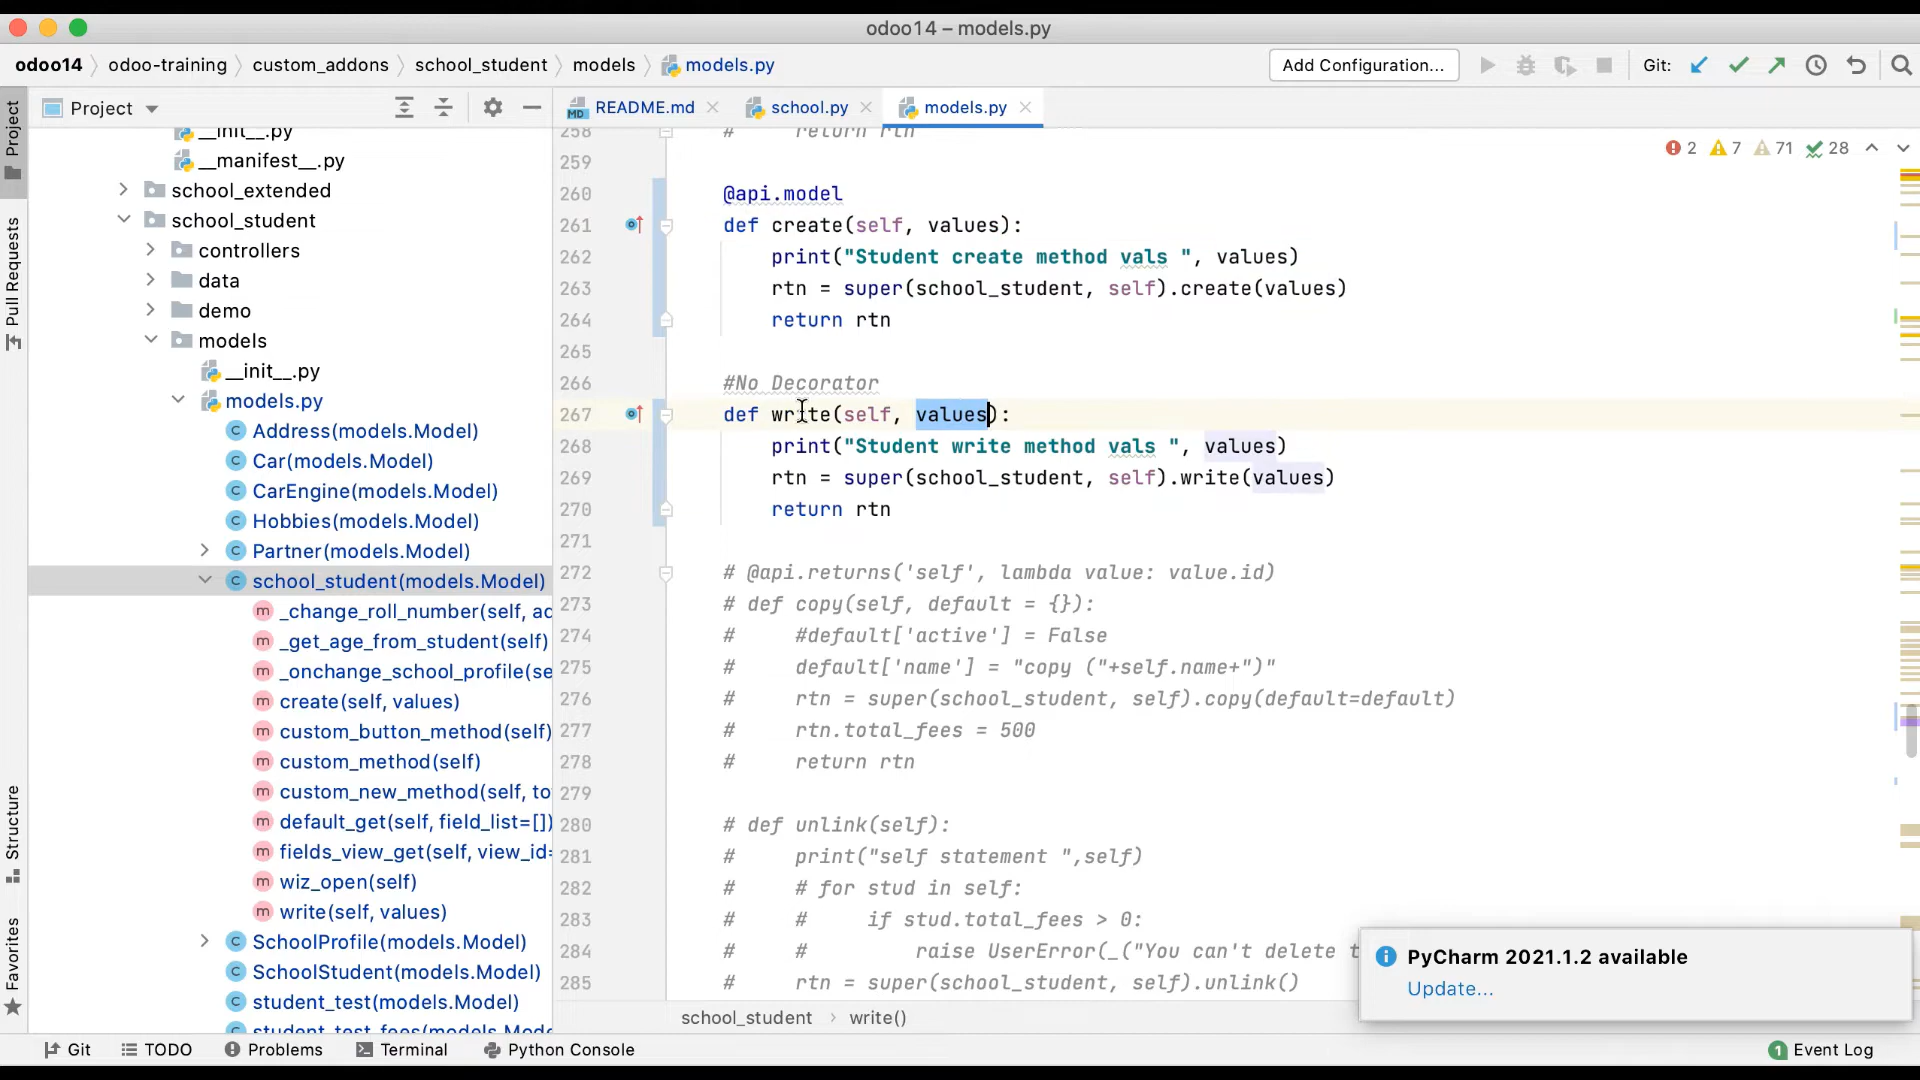 odoo14 – models.py
odoo14 odoo-training custom_addons school_student models models.py Add Configuration... Git:
Project README.md school.py models.py
Project
Pull Requests
Structure
Favorites
__init__.py
__manifest__.py
school_extended
school_student
controllers
data
demo
models
__init__.py
models.py
Address(models.Model)
Car(models.Model)
CarEngine(models.Model)
Hobbies(models.Model)
Partner(models.Model)
school_student(models.Model)
_change_roll_number(self, ad
_get_age_from_student(self)
_onchange_school_profile(se
create(self, values)
custom_button_method(self)
custom_method(self)
custom_new_method(self, to
default_get(self, field_list=[])
fields_view_get(self, view_id=
wiz_open(self)
write(self, values)
SchoolProfile(models.Model)
SchoolStudent(models.Model)
student_test(models.Model)
student_test_fees(models.Mode
2 7 71 28
258 # return rtn
259
260 @api.model
261 def create(self, values):
262 print("Student create method vals ", values)
263 rtn = super(school_student, self).create(values)
264 return rtn
265
266 #No Decorator
267 def write(self, values):
268 print("Student write method vals ", values)
269 rtn = super(school_student, self).write(values)
270 return rtn
271
272 # @api.returns('self', lambda value: value.id)
273 # def copy(self, default = {}):
274 # #default['active'] = False
275 # default['name'] = "copy ("+self.name+")"
276 # rtn = super(school_student, self).copy(default=default)
277 # rtn.total_fees = 500
278 # return rtn
279
280 # def unlink(self):
281 # print("self statement ",self)
282 # # for stud in self:
283 # # if stud.total_fees > 0:
284 # # raise UserError(_("You can't delete t
285 # rtn = super(school_student, self).unlink()
PyCharm 2021.1.2 available
Update...
school_student write()
Git TODO Problems Terminal Python Console 1 Event Log